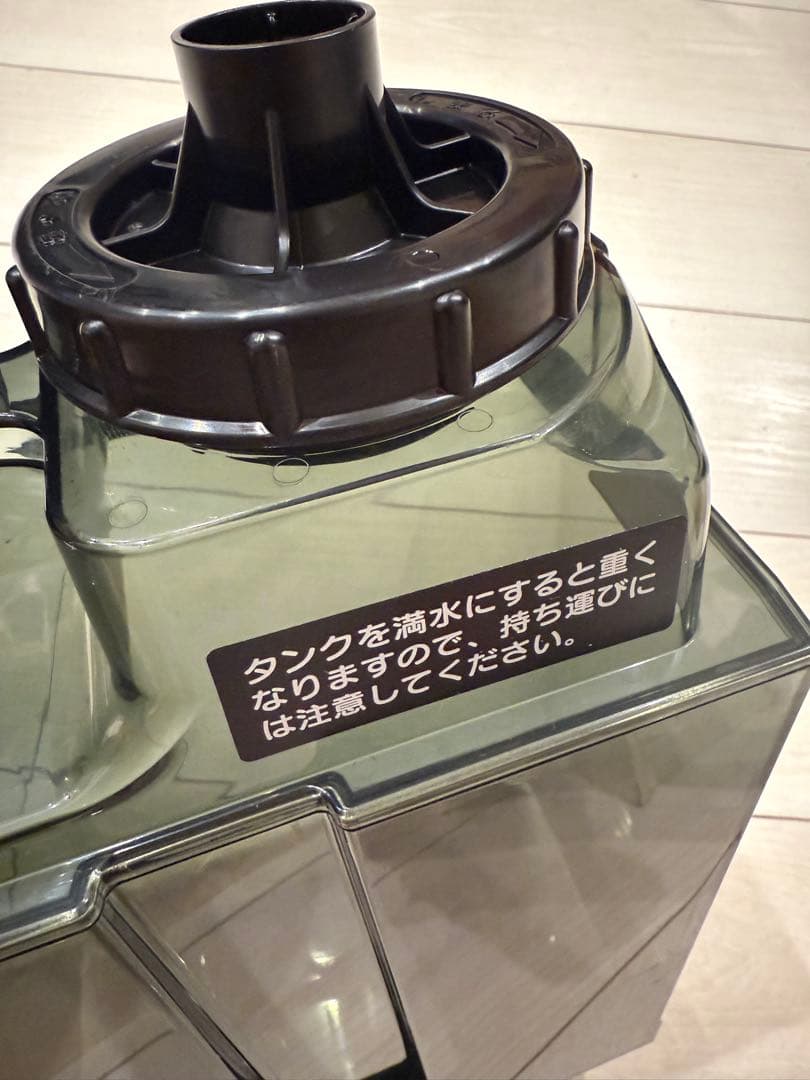 タンクを満水にすると重く
なりますので、持ち運びに
は注意してください。